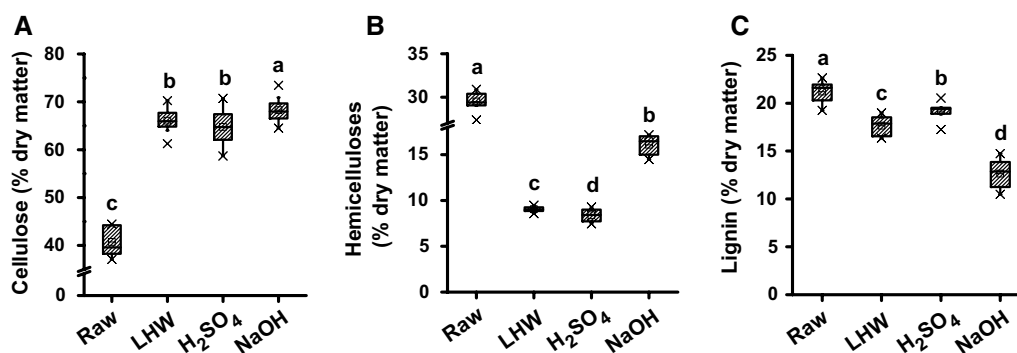 A
Cellulose (% dry matter)
80
70
60
50
40
0
c
b
b
a
Raw
LHW
H₂SO₄
NaOH
B
Hemicelluloses
(% dry matter)
35
30
15
10
5
0
a
c
d
b
Raw
LHW
H₂SO₄
NaOH
C
Lignin (% dry matter)
25
20
15
10
5
0
a
c
b
d
Raw
LHW
H₂SO₄
NaOH